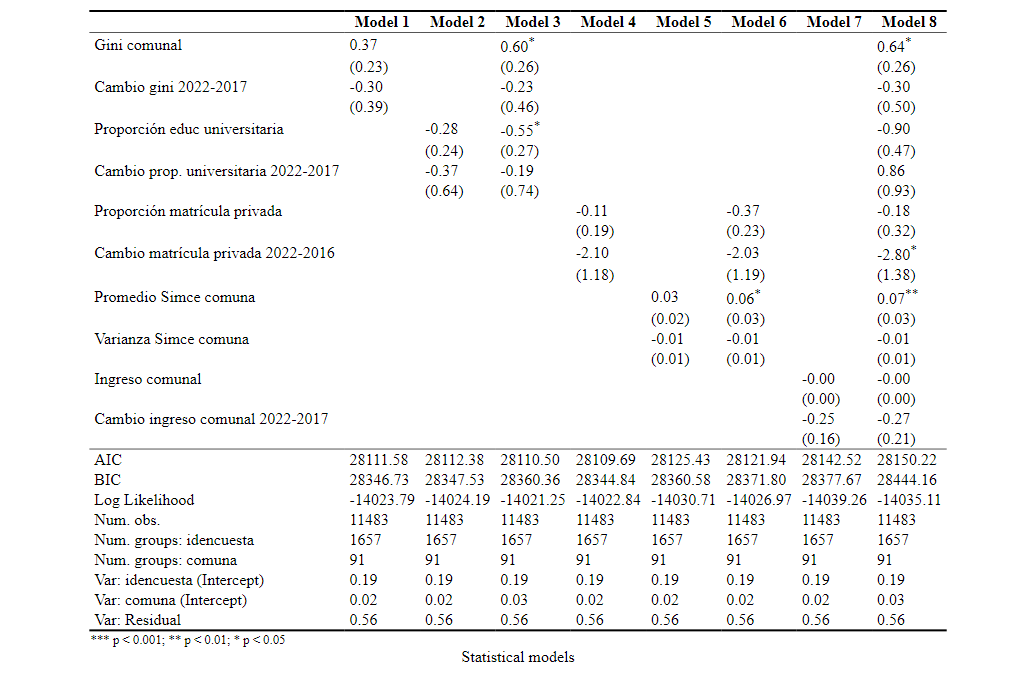 Model 1 Model 2 Model 3 Model 4 Model 5 Model 6 Model 7 Model 8
Gini comunal 0.37 0.60* 0.64*
(0.23) (0.26) (0.26)
Cambio gini 2022-2017 -0.30 -0.23 -0.30
(0.39) (0.46) (0.50)
Proporción educ universitaria -0.28 -0.55* -0.90
(0.24) (0.27) (0.47)
Cambio prop. universitaria 2022-2017 -0.37 -0.19 0.86
(0.64) (0.74) (0.93)
Proporción matrícula privada -0.11 -0.37 -0.18
(0.19) (0.23) (0.32)
Cambio matrícula privada 2022-2016 -2.10 -2.03 -2.80*
(1.18) (1.19) (1.38)
Promedio Simce comuna 0.03 0.06* 0.07**
(0.02) (0.03) (0.03)
Varianza Simce comuna -0.01 -0.01 -0.01
(0.01) (0.01) (0.01)
Ingreso comunal -0.00 -0.00
(0.00) (0.00)
Cambio ingreso comunal 2022-2017 -0.25 -0.27
(0.16) (0.21)
AIC 28111.58 28112.38 28110.50 28109.69 28125.43 28121.94 28142.52 28150.22
BIC 28346.73 28347.53 28360.36 28344.84 28360.58 28371.80 28377.67 28444.16
Log Likelihood -14023.79 -14024.19 -14021.25 -14022.84 -14030.71 -14026.97 -14039.26 -14035.11
Num. obs. 11483 11483 11483 11483 11483 11483 11483 11483
Num. groups: idencuesta 1657 1657 1657 1657 1657 1657 1657 1657
Num. groups: comuna 91 91 91 91 91 91 91 91
Var: idencuesta (Intercept) 0.19 0.19 0.19 0.19 0.19 0.19 0.19 0.19
Var: comuna (Intercept) 0.02 0.02 0.03 0.02 0.02 0.02 0.02 0.03
Var: Residual 0.56 0.56 0.56 0.56 0.56 0.56 0.56 0.56
*** p < 0.001; ** p < 0.01; * p < 0.05
Statistical models